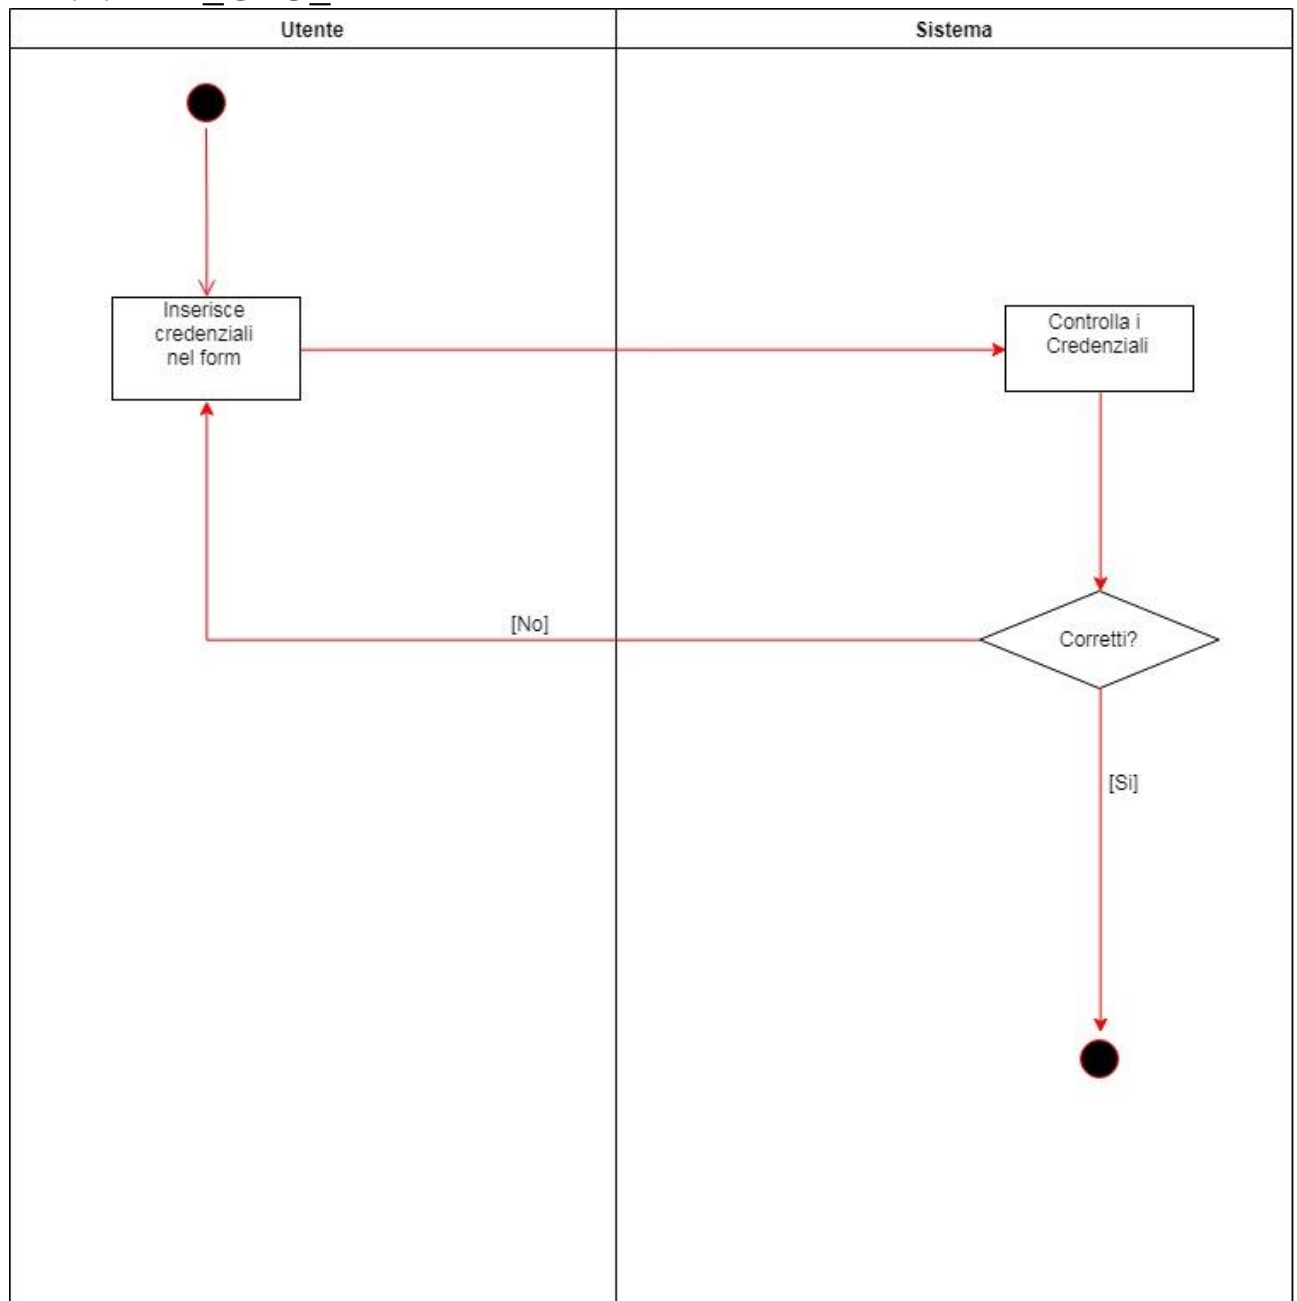 Utente
Sistema
Inserisce
credenziali
nel form
Controlla i
Credenziali
[No]
Corretti?
[Si]